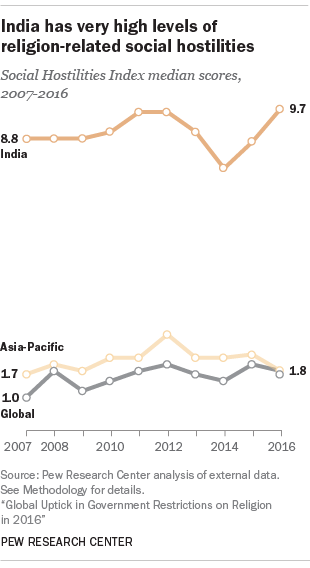 India has very high levels of
religion-related social hostilities
Social Hostilities Index median scores,
2007-2016
9.7
8.8
India
Asia-Pacific
1.7
1.8
1.0
Global
2007 2008 2010 2012 2014 2016
Source: Pew Research Center analysis of external data.
See Methodology for details.
“Global Uptick in Government Restrictions on Religion
in 2016”
PEW RESEARCH CENTER